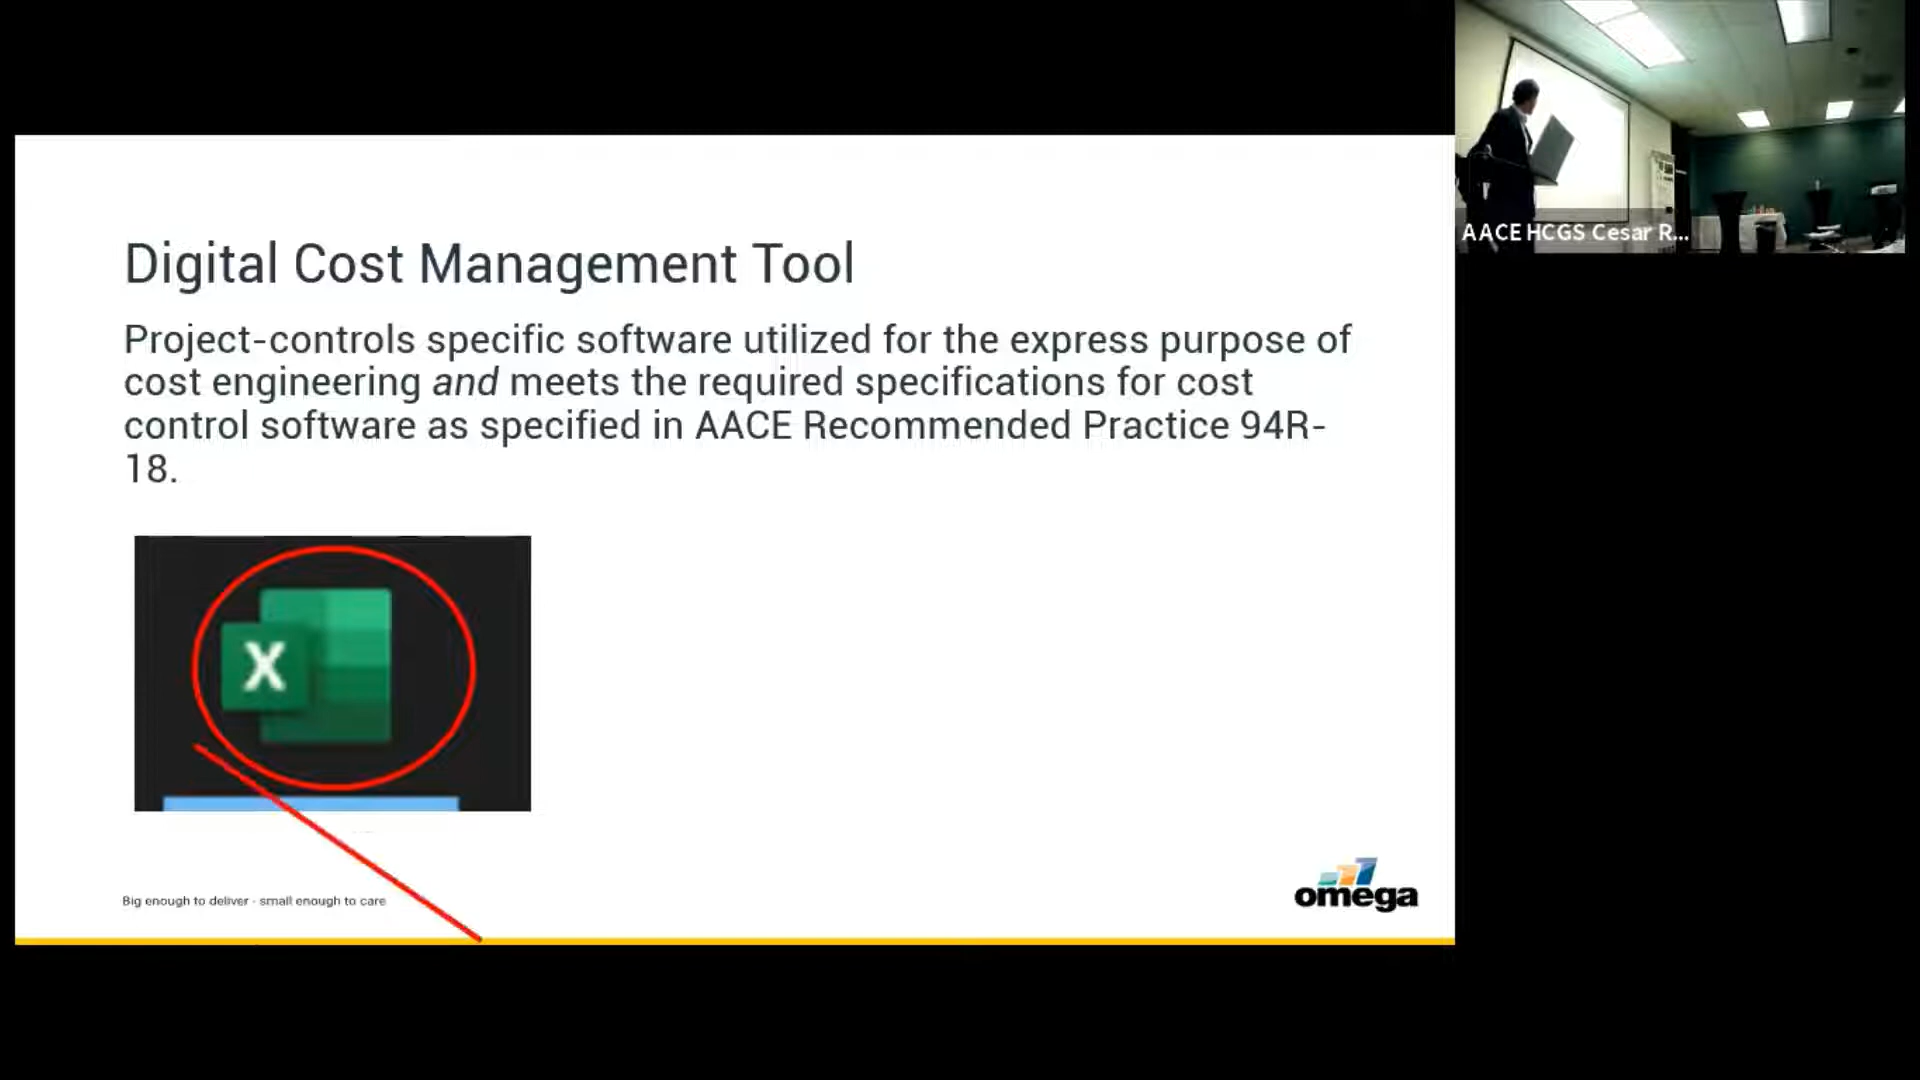 AACE HCGS Cesar R...
Digital Cost Management Tool
Project-controls specific software utilized for the express purpose of
cost engineering and meets the required specifications for cost
control software as specified in AACE Recommended Practice 94R-
18.
X
Big enough to deliver - small enough to care
omega